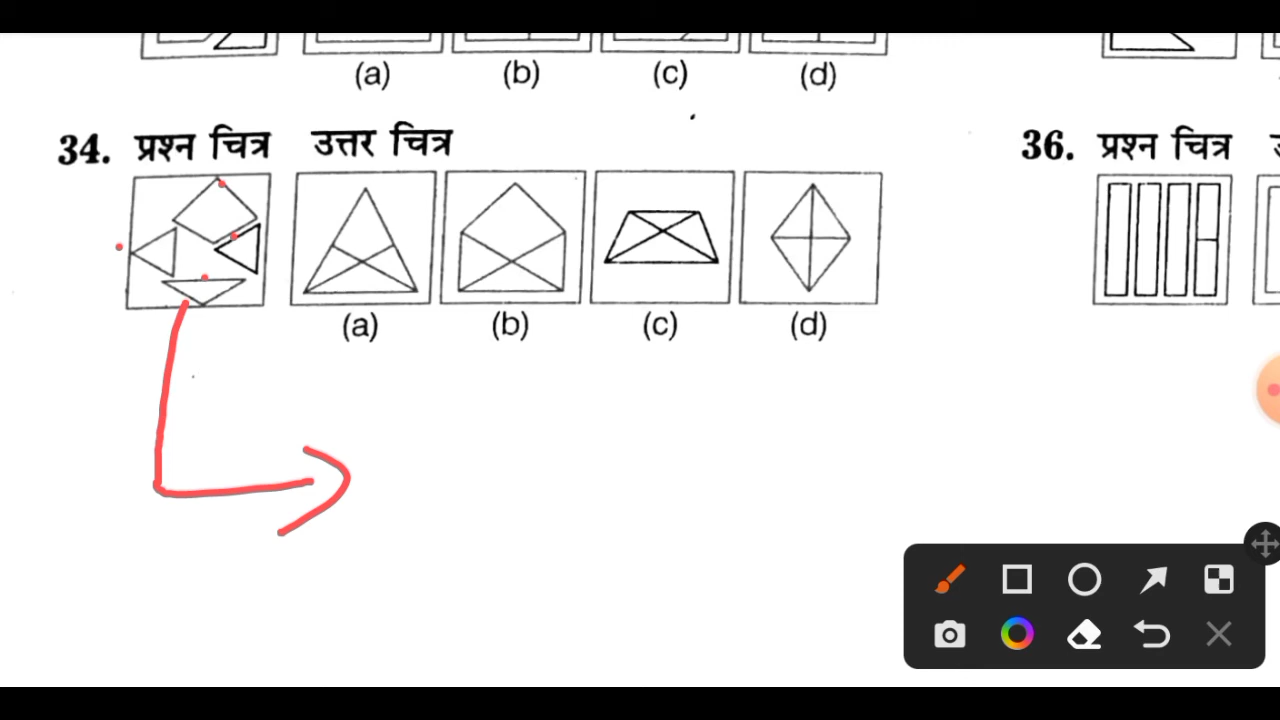 (a) (b) (c) (d)
34. प्रश्न चित्र उत्तर चित्र
36. प्रश्न चित्र
(a) (b) (c) (d)